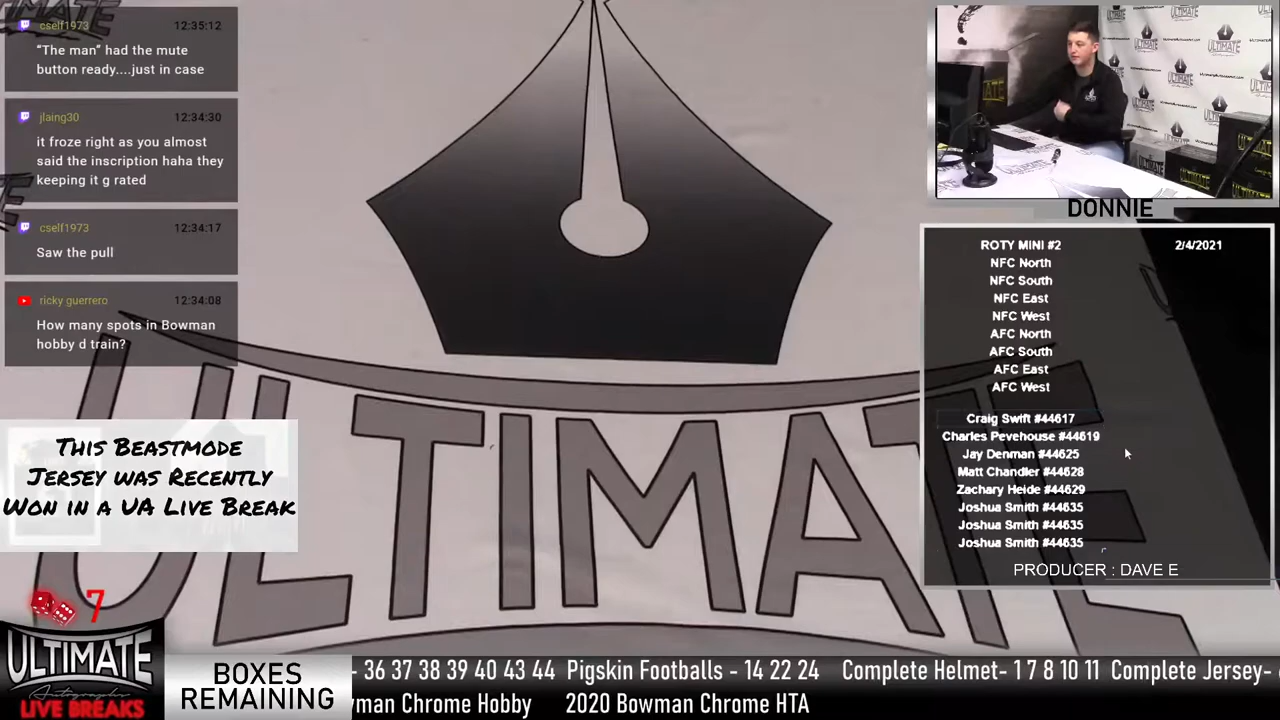 cself1973 12:35:12
“The man” had the mute
button ready....just in case
jlaing30 12:34:30
it froze right as you almost
said the inscription haha they
keeping it g rated
cself1973 12:34:17
Saw the pull
ricky guerrero 12:34:08
How many spots in Bowman
hobby d train?
THIS BEASTMODE
JERSEY WAS RECENTLY
WON IN A UA LIVE BREAK
ULTIMATE
ULTIMATE
DONNIE
ROTY MINI #2 2/4/2021
NFC North
NFC South
NFC East
NFC West
AFC North
AFC South
AFC East
AFC West
Craig Swift #44617
Charles Pevehouse #44619
Jay Denman #44625
Matt Chandler #44628
Zachary Heide #44629
Joshua Smith #44635
Joshua Smith #44635
Joshua Smith #44635
PRODUCER : DAVE E
7
ULTIMATE
Autographs
LIVE BREAKS
BOXES
REMAINING
- 36 37 38 39 40 43 44 Pigskin Footballs - 14 22 24 Complete Helmet- 1 7 8 10 11 Complete Jersey-
man Chrome Hobby 2020 Bowman Chrome HTA